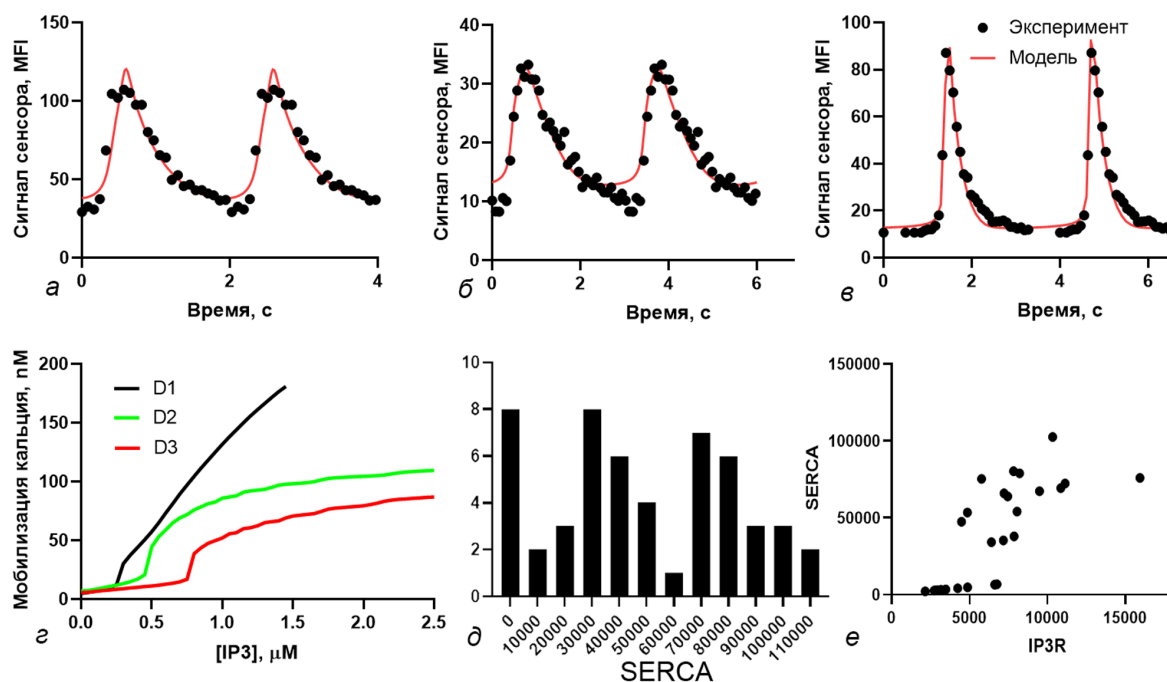 150
100
50
0
0
2
4
Сигнал сенсора, MFI
Время, с
а
40
30
20
10
0
0
2
4
6
Сигнал сенсора, MFI
Время, с
б
100
80
60
40
20
0
0
2
4
6
Сигнал сенсора, MFI
Время, с
в
Эксперимент
Модель
200
150
100
50
0
0.0
0.5
1.0
1.5
2.0
2.5
Мобилизация кальция, nM
[IP3], μM
D1
D2
D3
г
10
8
6
4
2
0
0
10000
20000
30000
40000
50000
60000
70000
80000
90000
100000
110000
SERCA
д
150000
100000
50000
0
0
5000
10000
15000
SERCA
IP3R
е